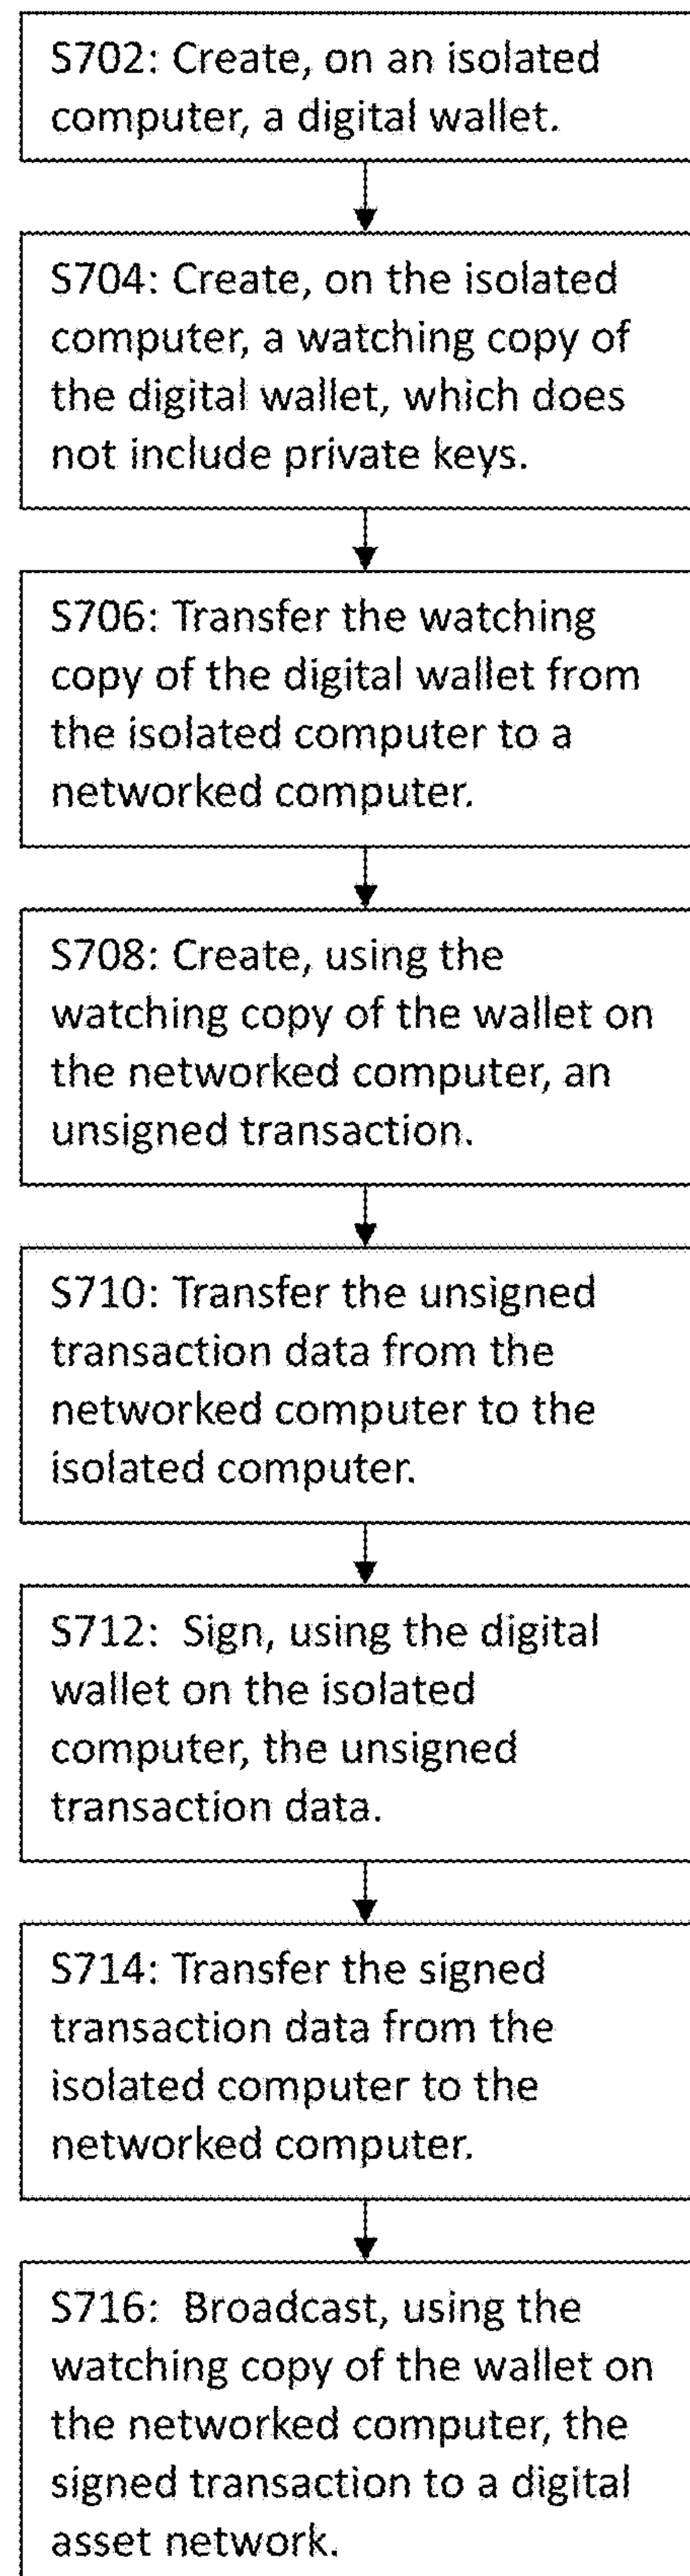 S702: Create, on an isolated
computer, a digital wallet.
S704: Create, on the isolated
computer, a watching copy of
the digital wallet, which does
not include private keys.
S706: Transfer the watching
copy of the digital wallet from
the isolated computer to a
networked computer.
S708: Create, using the
watching copy of the wallet on
the networked computer, an
unsigned transaction.
S710: Transfer the unsigned
transaction data from the
networked computer to the
isolated computer.
S712:  Sign, using the digital
wallet on the isolated
computer, the unsigned
transaction data.
S714: Transfer the signed
transaction data from the
isolated computer to the
networked computer.
S716:  Broadcast, using the
watching copy of the wallet on
the networked computer, the
signed transaction to a digital
asset network.